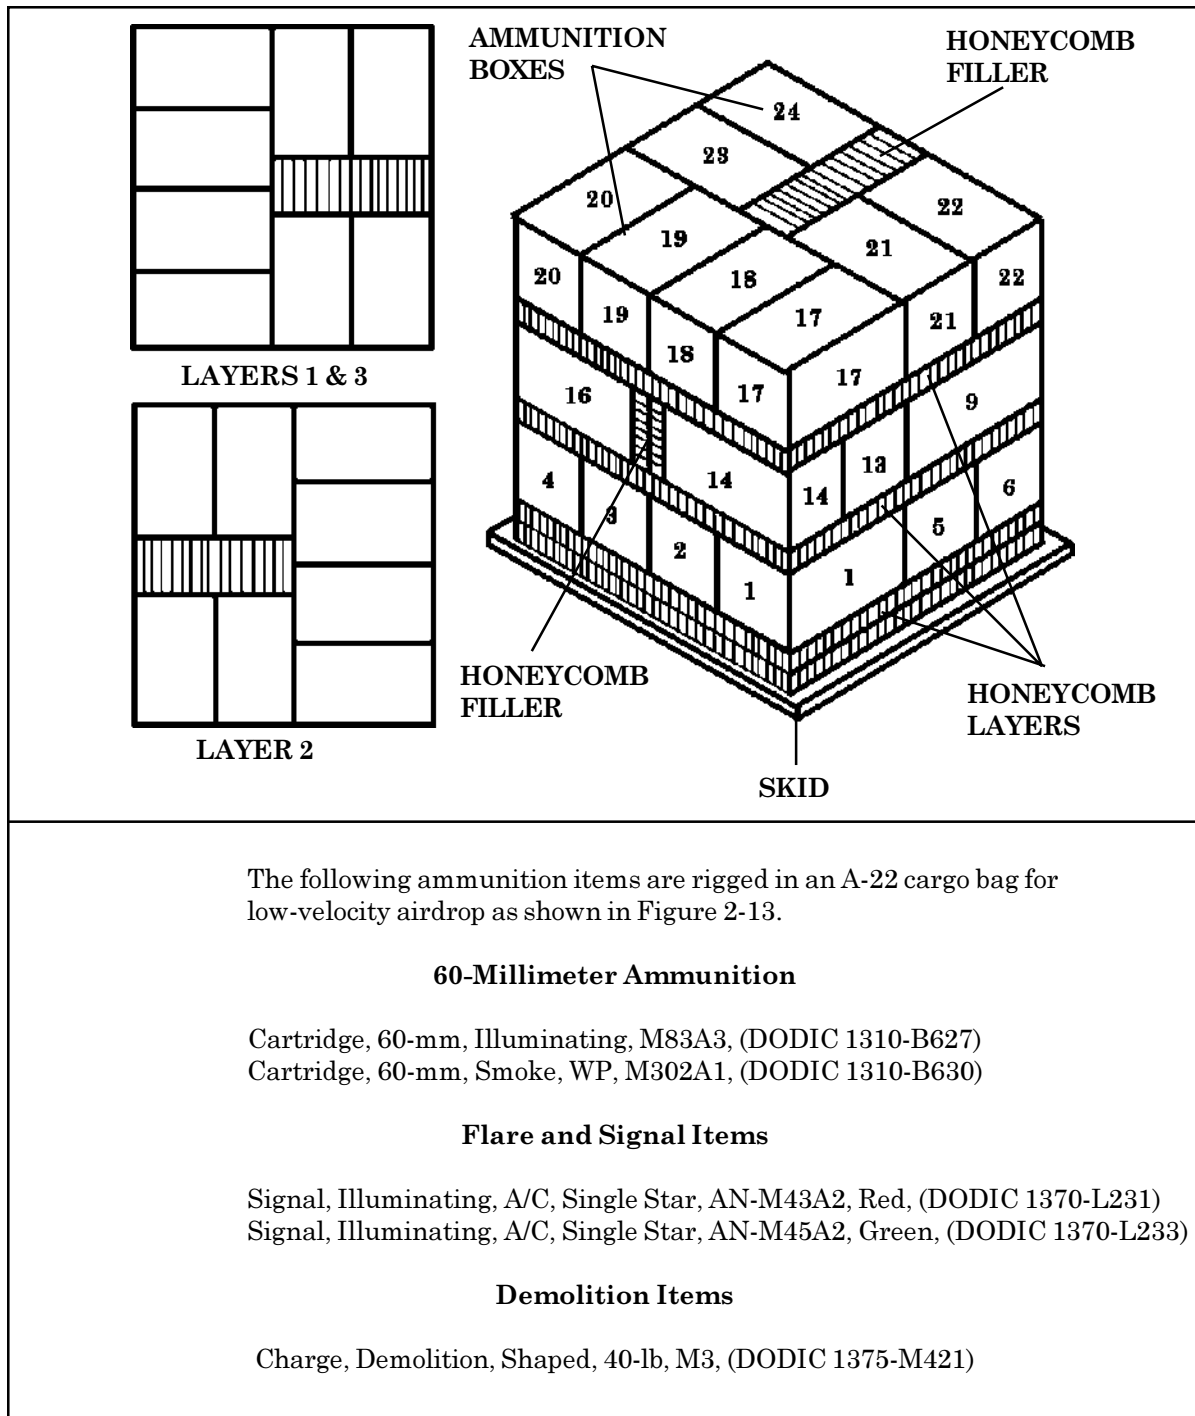 AMMUNITION
BOXES
HONEYCOMB
FILLER
24
23
22
20
19
21
18
17
20
19
18
17
17
21
22
16
14
14
13
9
4
3
2
1
1
5
6
LAYERS 1 & 3
LAYER 2
HONEYCOMB
FILLER
HONEYCOMB
LAYERS
SKID
The following ammunition items are rigged in an A-22 cargo bag for
low-velocity airdrop as shown in Figure 2-13.
60-Millimeter Ammunition
Cartridge, 60-mm, Illuminating, M83A3, (DODIC 1310-B627)
Cartridge, 60-mm, Smoke, WP, M302A1, (DODIC 1310-B630)
Flare and Signal Items
Signal, Illuminating, A/C, Single Star, AN-M43A2, Red, (DODIC 1370-L231)
Signal, Illuminating, A/C, Single Star, AN-M45A2, Green, (DODIC 1370-L233)
Demolition Items
Charge, Demolition, Shaped, 40-lb, M3, (DODIC 1375-M421)